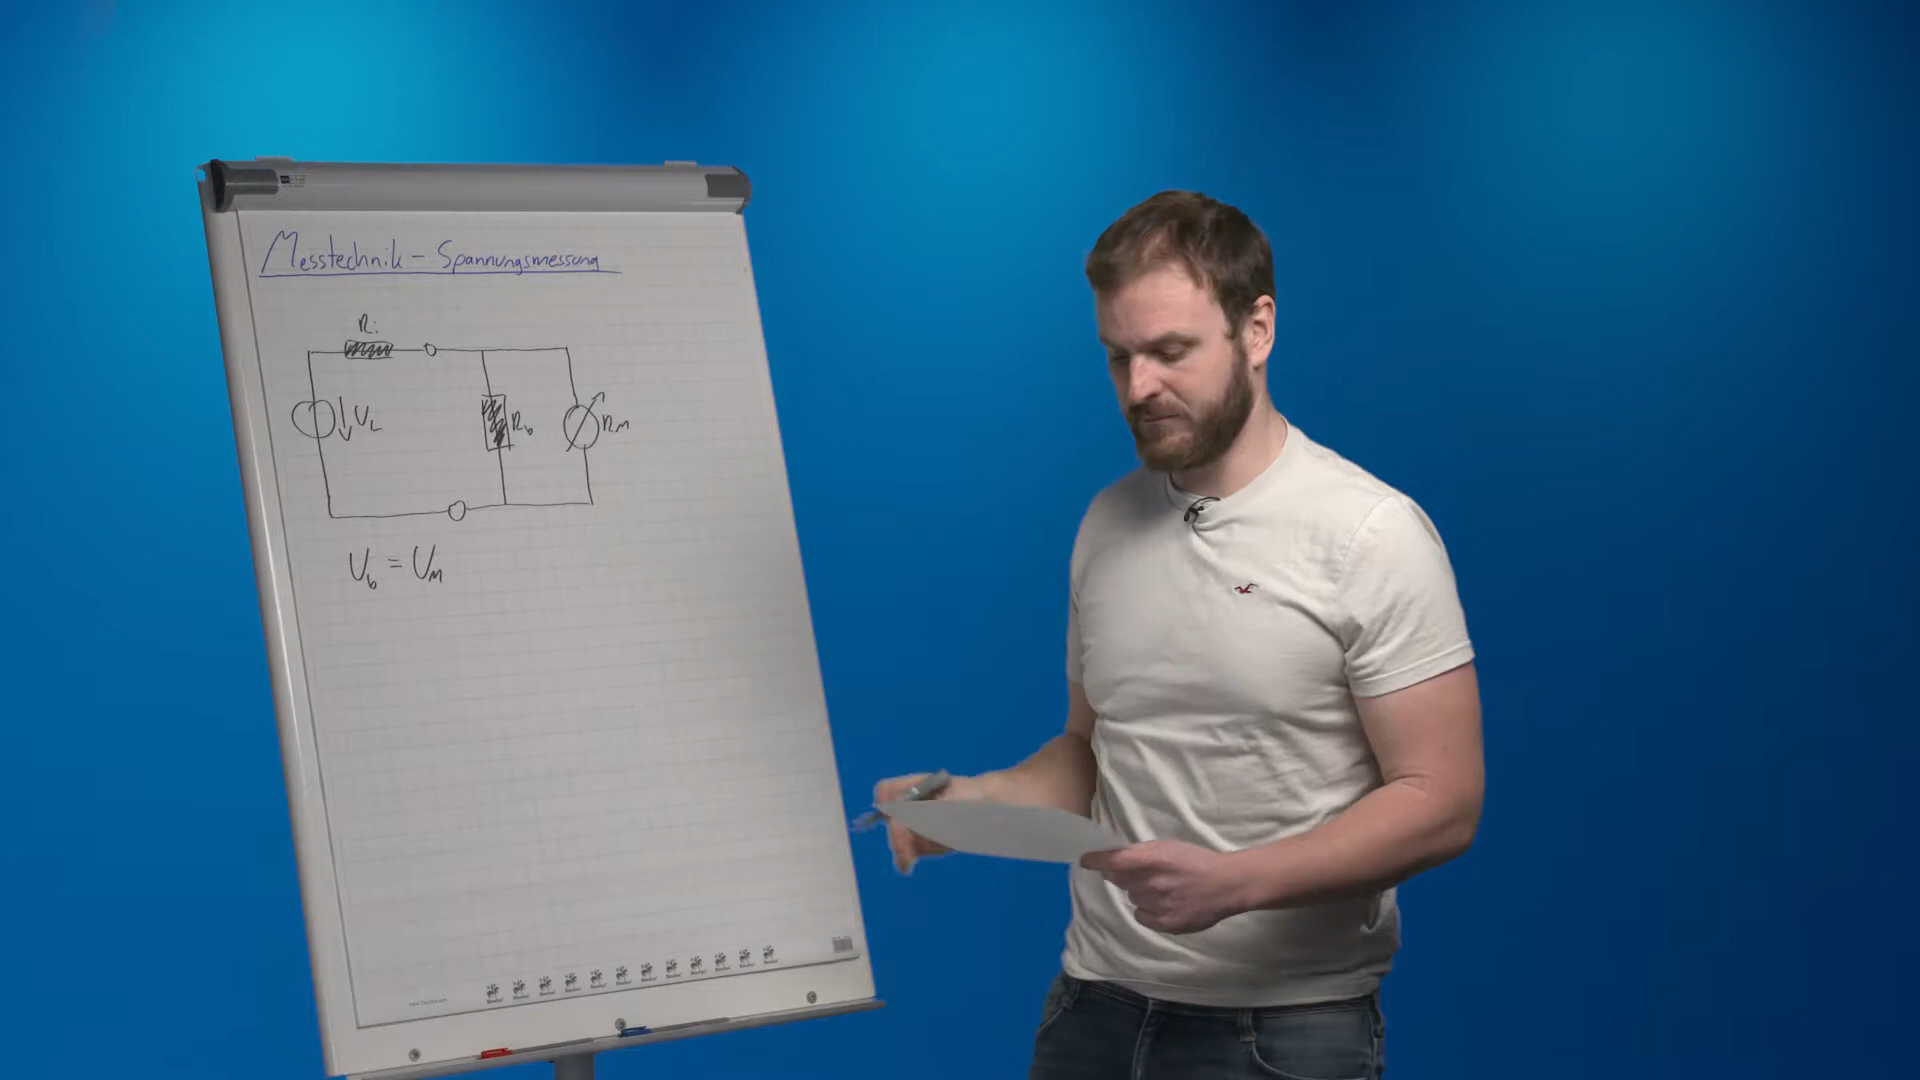 Messtechnik - Spannungsmessung
Ri
UL
Rb
RM
Ub = UM